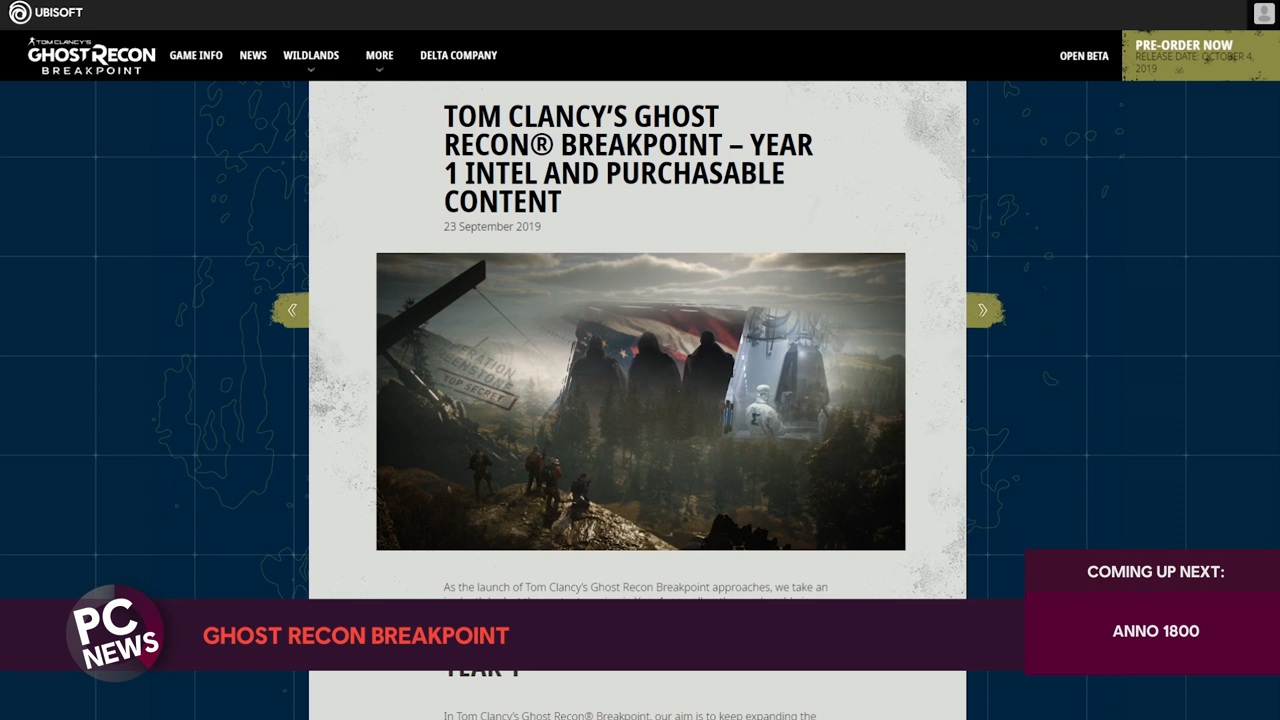 UBISOFT
TOM CLANCY'S
GHOST RECON
BREAKPOINT
GAME INFO
NEWS
WILDLANDS
MORE
DELTA COMPANY
OPEN BETA
PRE-ORDER NOW
RELEASE DATE: OCTOBER 4,
2019
TOM CLANCY'S GHOST
RECON® BREAKPOINT – YEAR
1 INTEL AND PURCHASABLE
CONTENT
23 September 2019
TOP SECRET
As the launch of Tom Clancy's Ghost Recon Breakpoint approaches, we take an
PC
NEWS
GHOST RECON BREAKPOINT
COMING UP NEXT:
ANNO 1800
YEAR 1
In Tom Clancy's Ghost Recon® Breakpoint, our aim is to keep expanding the